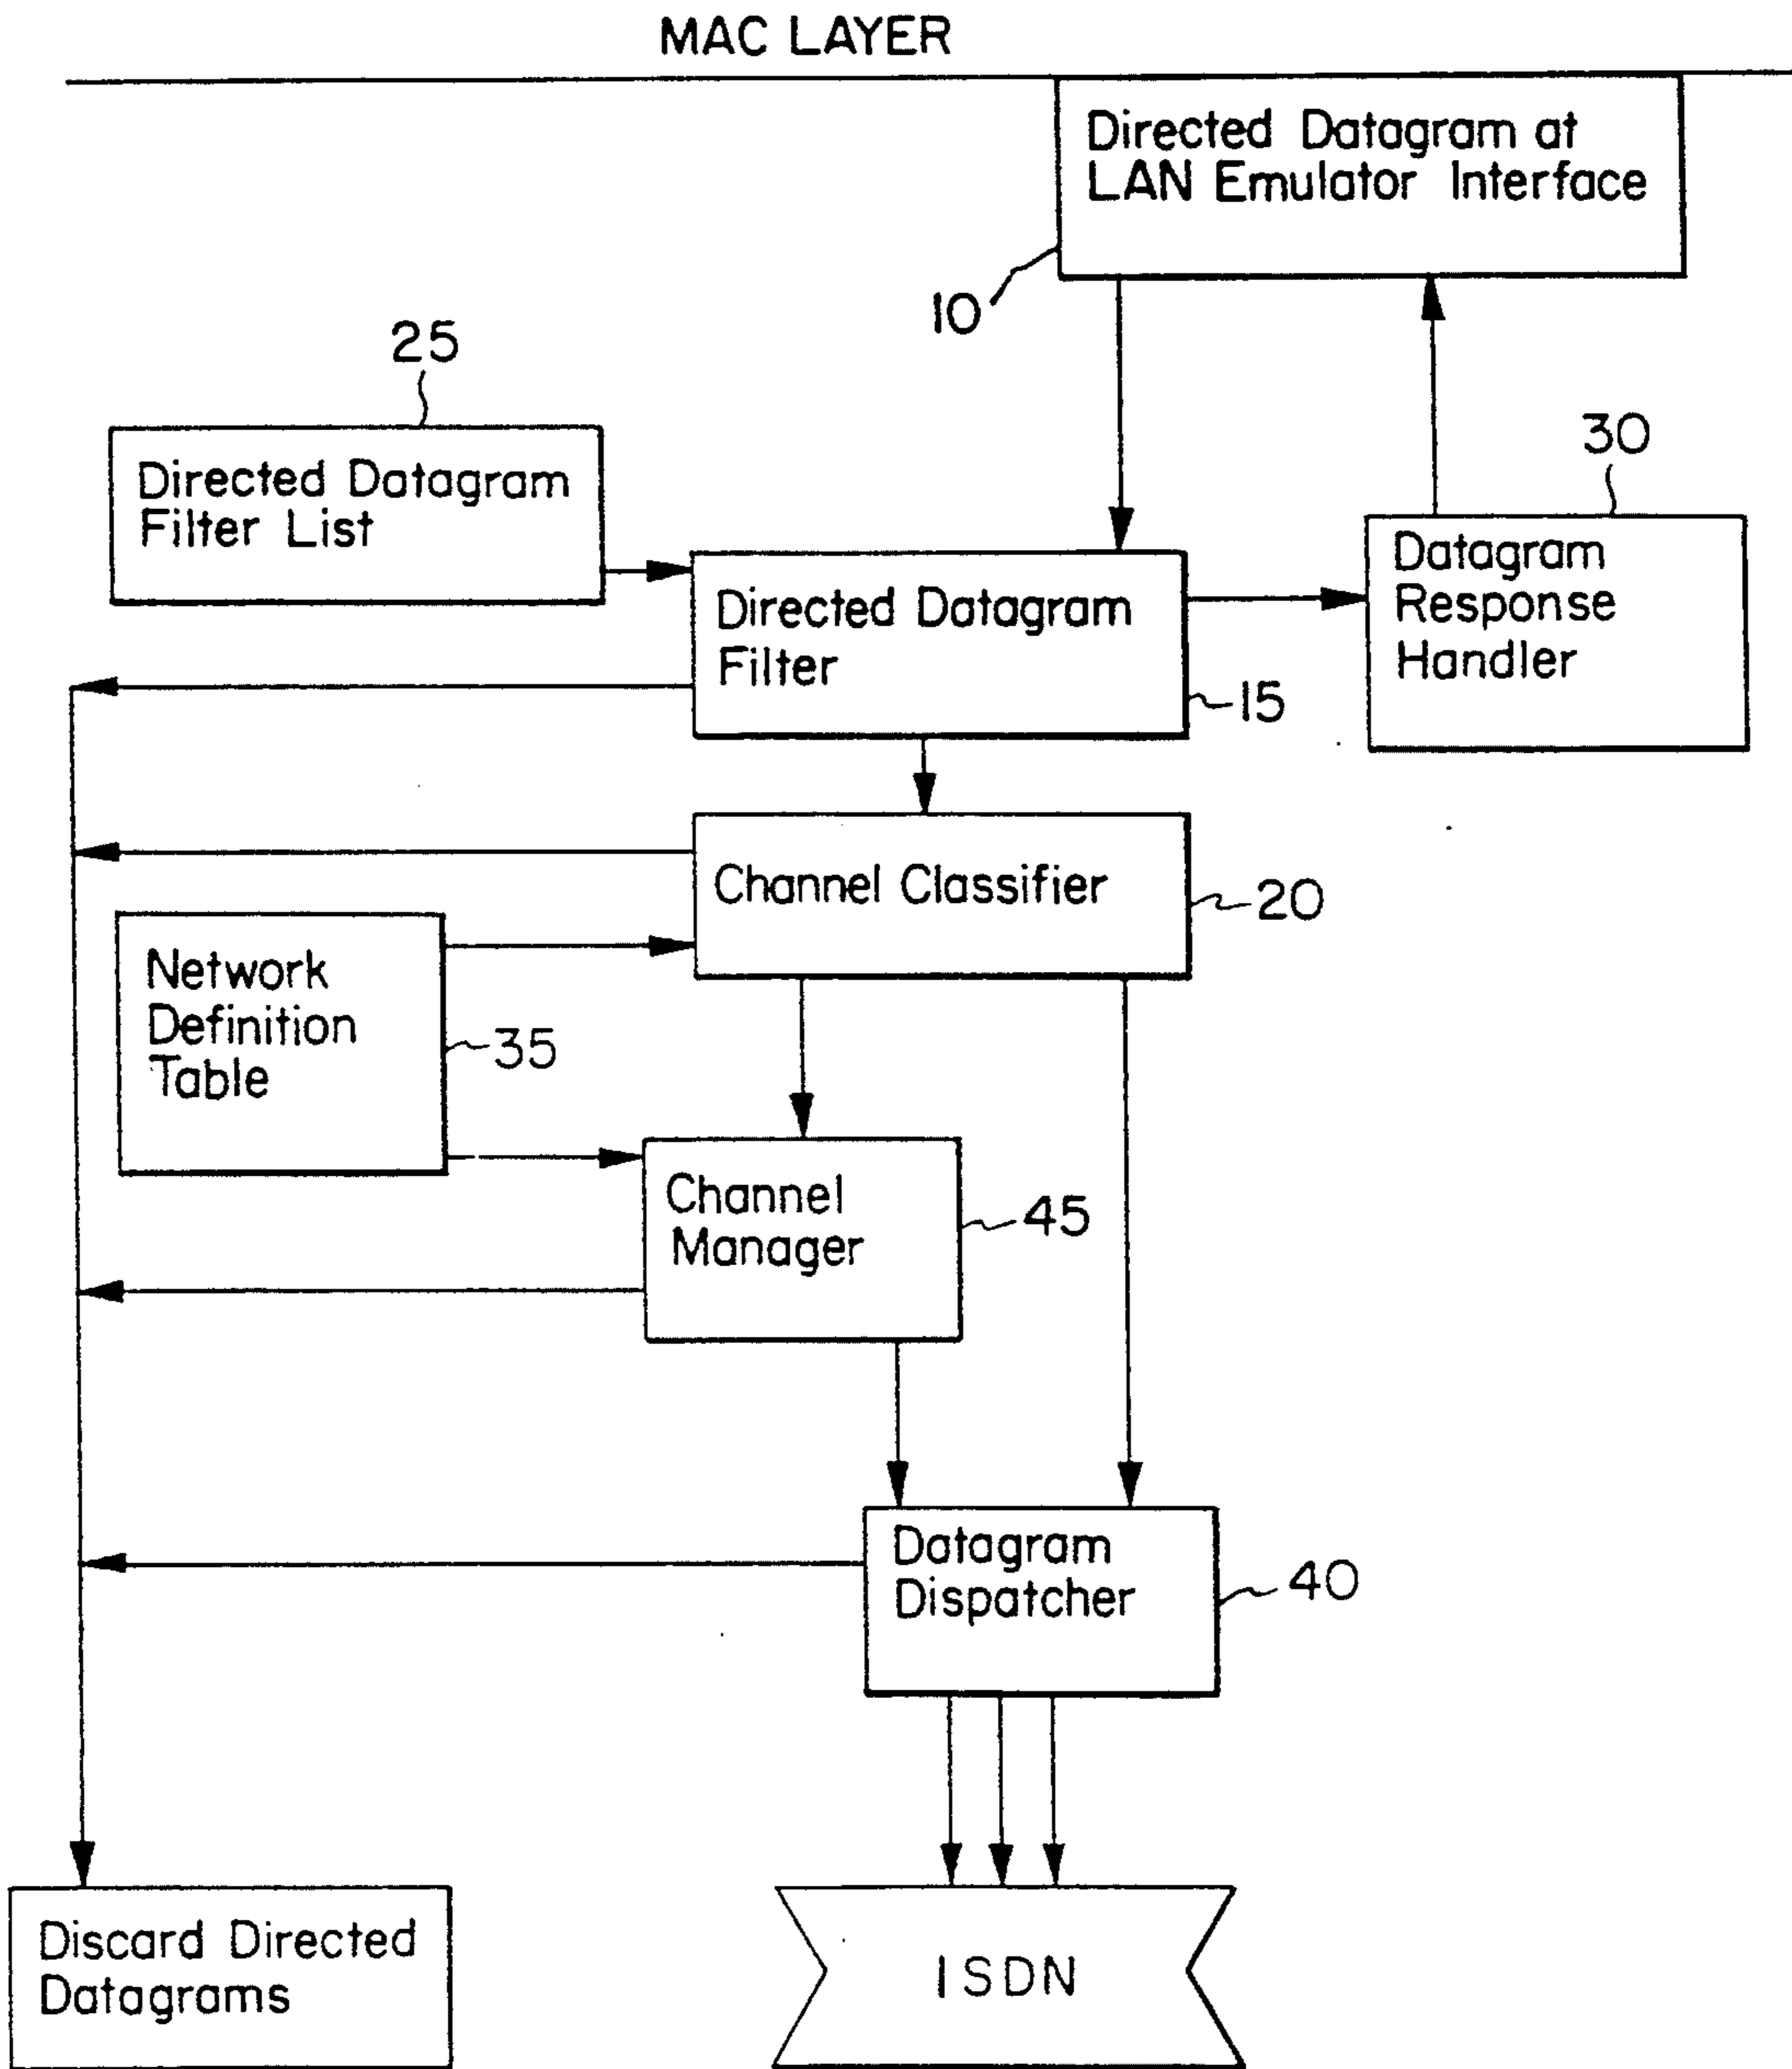 MAC LAYER
Directed Datagram at
LAN Emulator Interface
10
25
30
Directed Datagram
Filter List
Datagram
Response
Handler
Directed Datagram
Filter
15
Channel Classifier
20
Network
Definition
Table
35
Channel
Manager
45
Datagram
Dispatcher
40
Discard Directed
Datagrams
ISDN